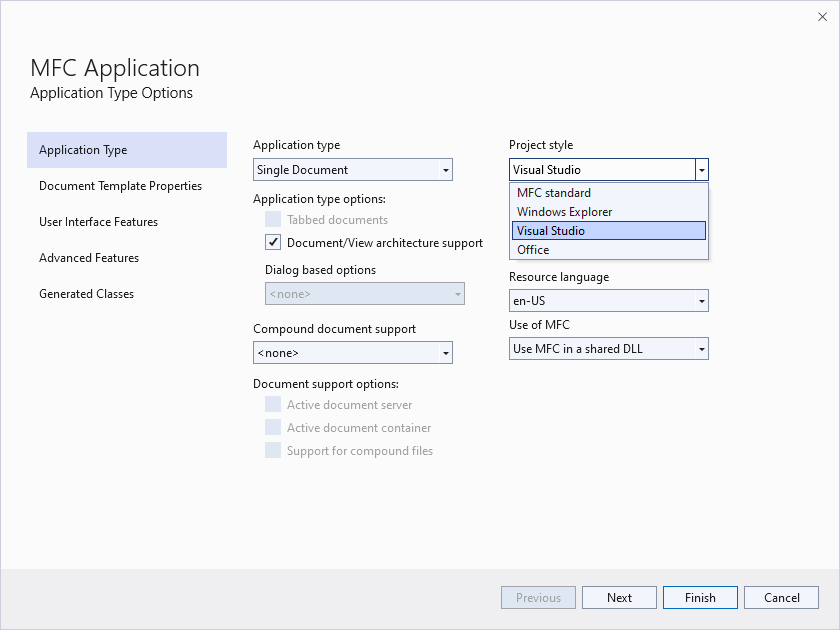 MFC Application
Application Type Options
Application Type
Document Template Properties
User Interface Features
Advanced Features
Generated Classes
Application type
Single Document
Application type options:
Tabbed documents
Document/View architecture support
Dialog based options
<none>
Compound document support
<none>
Document support options:
Active document server
Active document container
Support for compound files
Project style
Visual Studio
MFC standard
Windows Explorer
Visual Studio
Office
Resource language
en-US
Use of MFC
Use MFC in a shared DLL
Previous
Next
Finish
Cancel